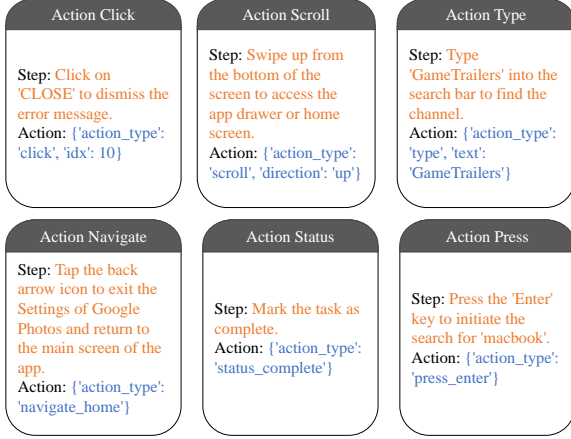 Action Click
Step: Click on
'CLOSE' to dismiss the
error message.
Action: {'action_type':
'click', 'idx': 10}
Action Scroll
Step: Swipe up from
the bottom of the
screen to access the
app drawer or home
screen.
Action: {'action_type':
'scroll', 'direction': 'up'}
Action Type
Step: Type
'GameTrailers' into the
search bar to find the
channel.
Action: {'action_type':
'type', 'text':
'GameTrailers'}
Action Navigate
Step: Tap the back
arrow icon to exit the
Settings of Google
Photos and return to
the main screen of the
app.
Action: {'action_type':
'navigate_home'}
Action Status
Step: Mark the task as
complete.
Action: {'action_type':
'status_complete'}
Action Press
Step: Press the 'Enter'
key to initiate the
search for 'macbook'.
Action: {'action_type':
'press_enter'}